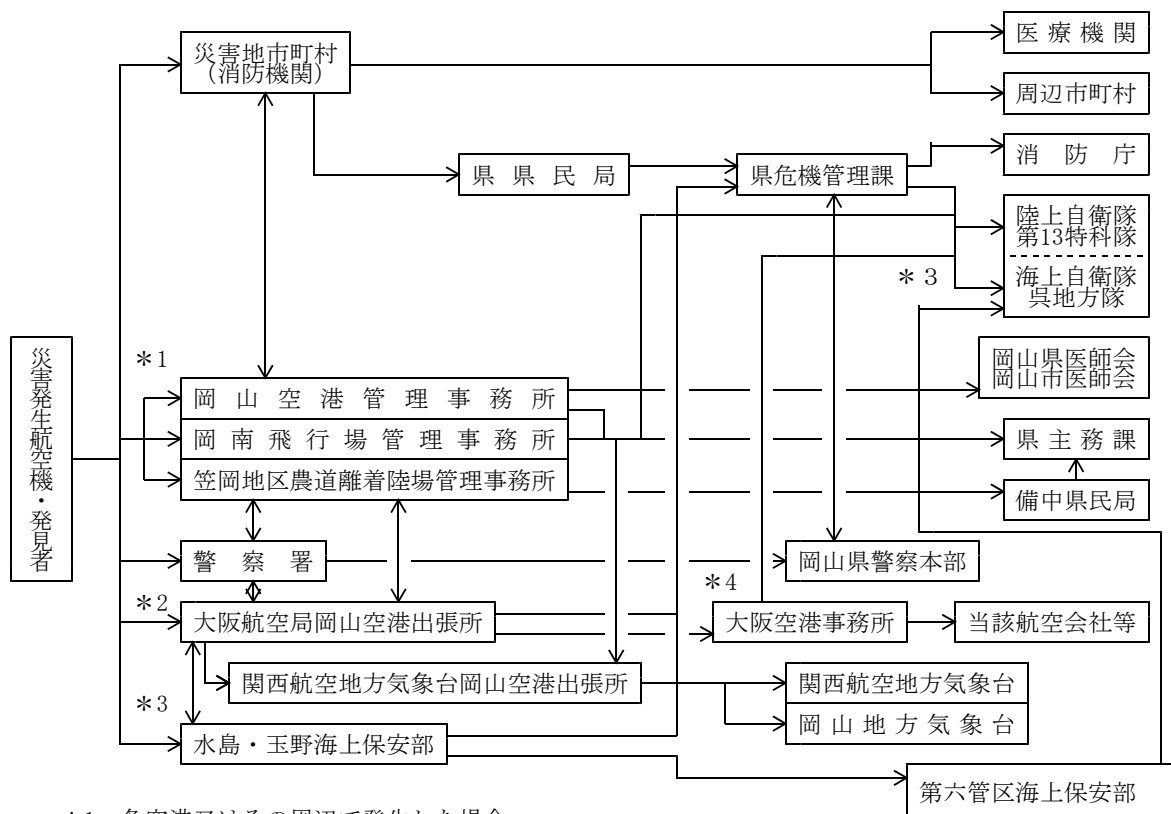 医療機関
災害地市町村
（消防機関）
周辺市町村
消防庁
県県民局
県危機管理課
陸上自衛隊
第13特科隊
＊3
海上自衛隊
呉地方隊
災害発生航空機・発見者
＊1
岡山県医師会
岡山市医師会
岡山空港管理事務所
岡南飛行場管理事務所
県主務課
笠岡地区農道離着陸場管理事務所
備中県民局
警察署
岡山県警察本部
＊2
＊4
大阪航空局岡山空港出張所
大阪空港事務所
当該航空会社等
関西航空地方気象台岡山空港出張所
関西航空地方気象台
＊3
岡山地方気象台
水島・玉野海上保安部
第六管区海上保安部